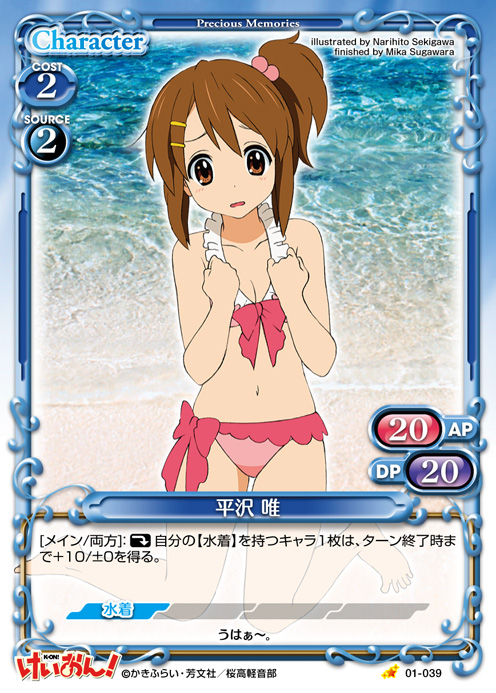 Precious Memories
Character
illustrated by Narihito Sekigawa
finished by Mika Sugawara
COST
2
SOURCE
2
20 AP
DP 20
平沢 唯
[メイン/両方]: 自分の【水着】を持つキャラ1枚は、ターン終了時ま
で+10/±0を得る。
水着
うはぁ〜。
K-ON!
けいおん!
©かきふらい・芳文社/桜高軽音部
01-039